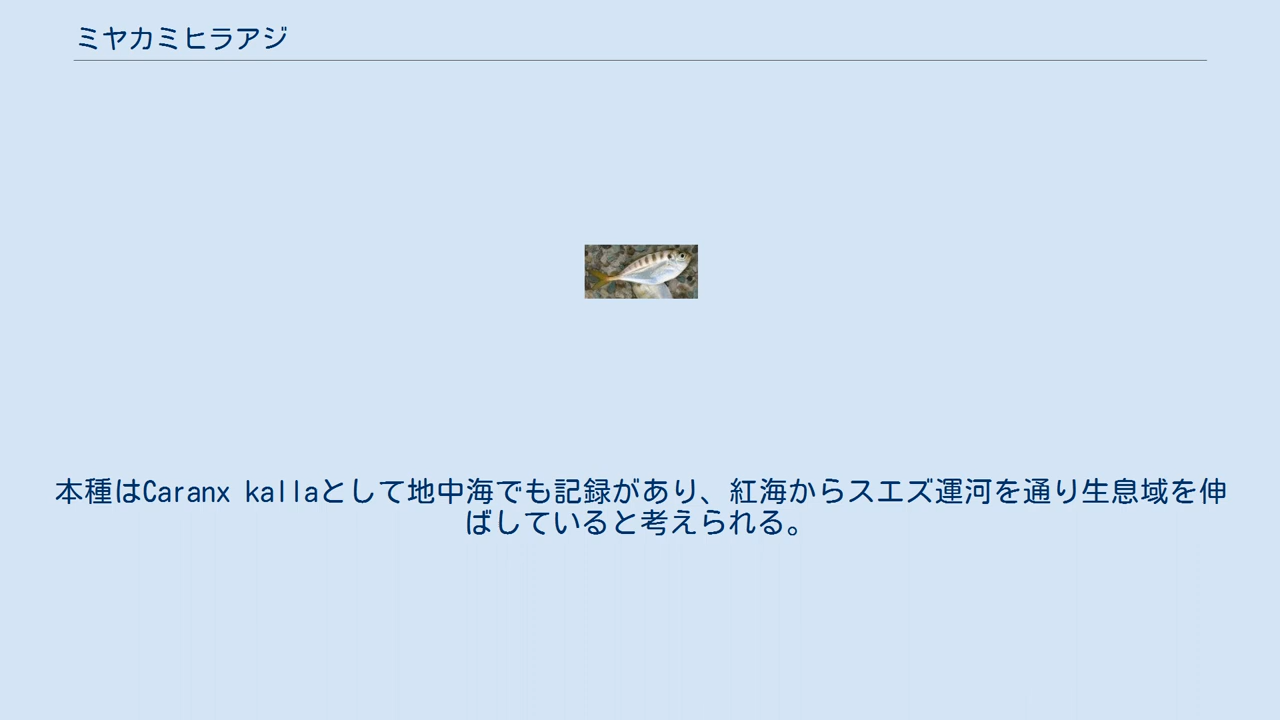 ミヤカミヒラアジ
本種はCaranx kallaとして地中海でも記録があり、紅海からスエズ運河を通り生息域を伸
ばしていると考えられる。